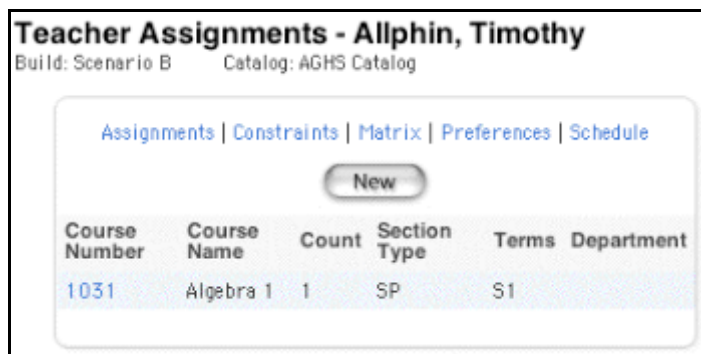 Teacher Assignments - Allphin, Timothy
Build: Scenario B Catalog: AGHS Catalog
Assignments | Constraints | Matrix | Preferences | Schedule
New
Course Number Course Name Count Section Type Terms Department
1031 Algebra 1 1 SP S1